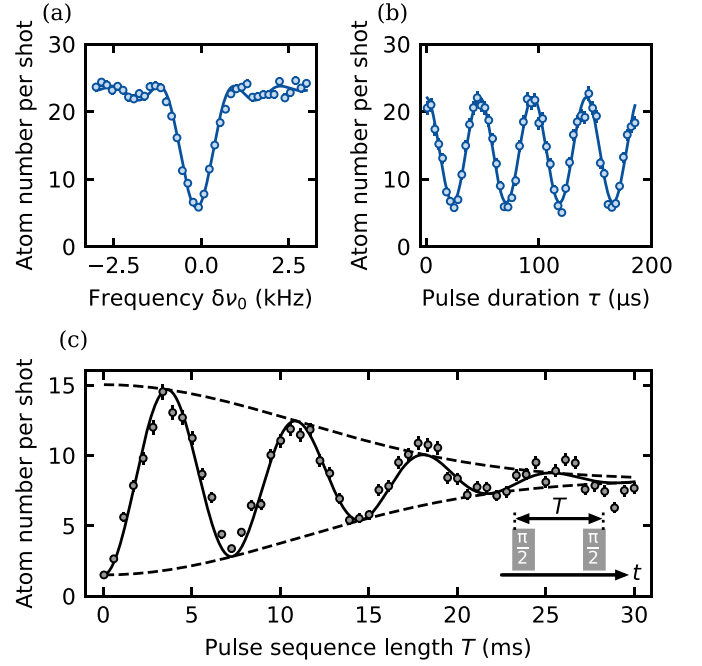 (a)
(b)
Atom number per shot
30
20
10
0
−2.5
0.0
2.5
Frequency δν₀ (kHz)
Atom number per shot
30
20
10
0
0
100
200
Pulse duration τ (μs)
(c)
Atom number per shot
15
10
5
0
T
π/2
π/2
t
0
5
10
15
20
25
30
Pulse sequence length T (ms)